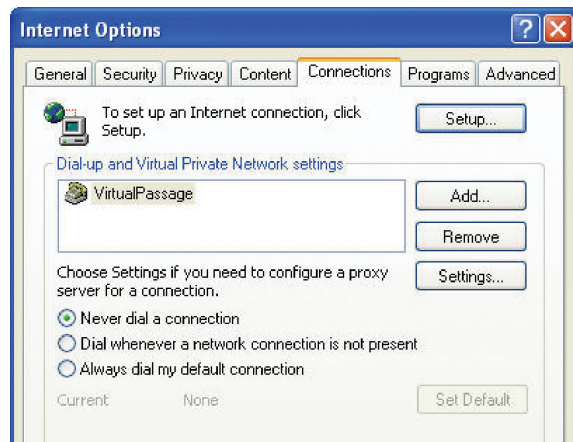 Internet Options
General Security Privacy Content Connections Programs Advanced
To set up an Internet connection, click
Setup.
Setup...
Dial-up and Virtual Private Network settings
VirtualPassage
Add...
Remove
Choose Settings if you need to configure a proxy
server for a connection.
Settings...
Never dial a connection
Dial whenever a network connection is not present
Always dial my default connection
Current None
Set Default